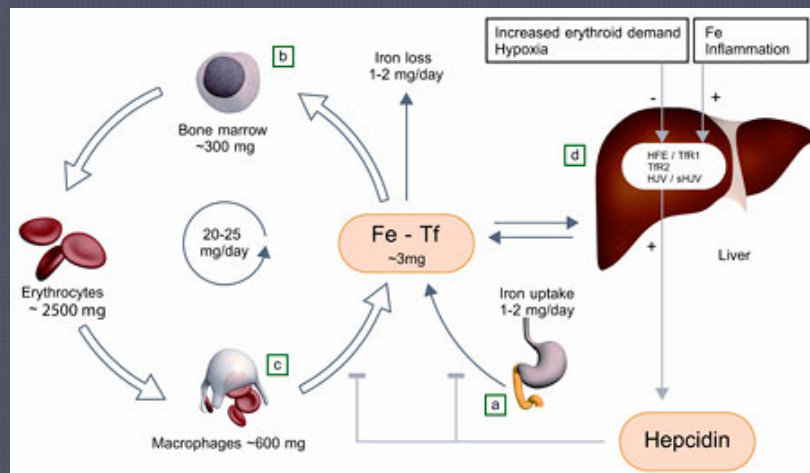 Increased erythroid demand
Hypoxia
Fe
Inflammation
Iron loss
1-2 mg/day
b
Bone marrow
~300 mg
-
+
d
HFE / TfR1
TfR2
HJV / sHJV
20-25
mg/day
Fe - Tf
~3mg
+
Liver
Erythrocytes
~ 2500 mg
Iron uptake
1-2 mg/day
c
a
Macrophages ~600 mg
Hepcidin